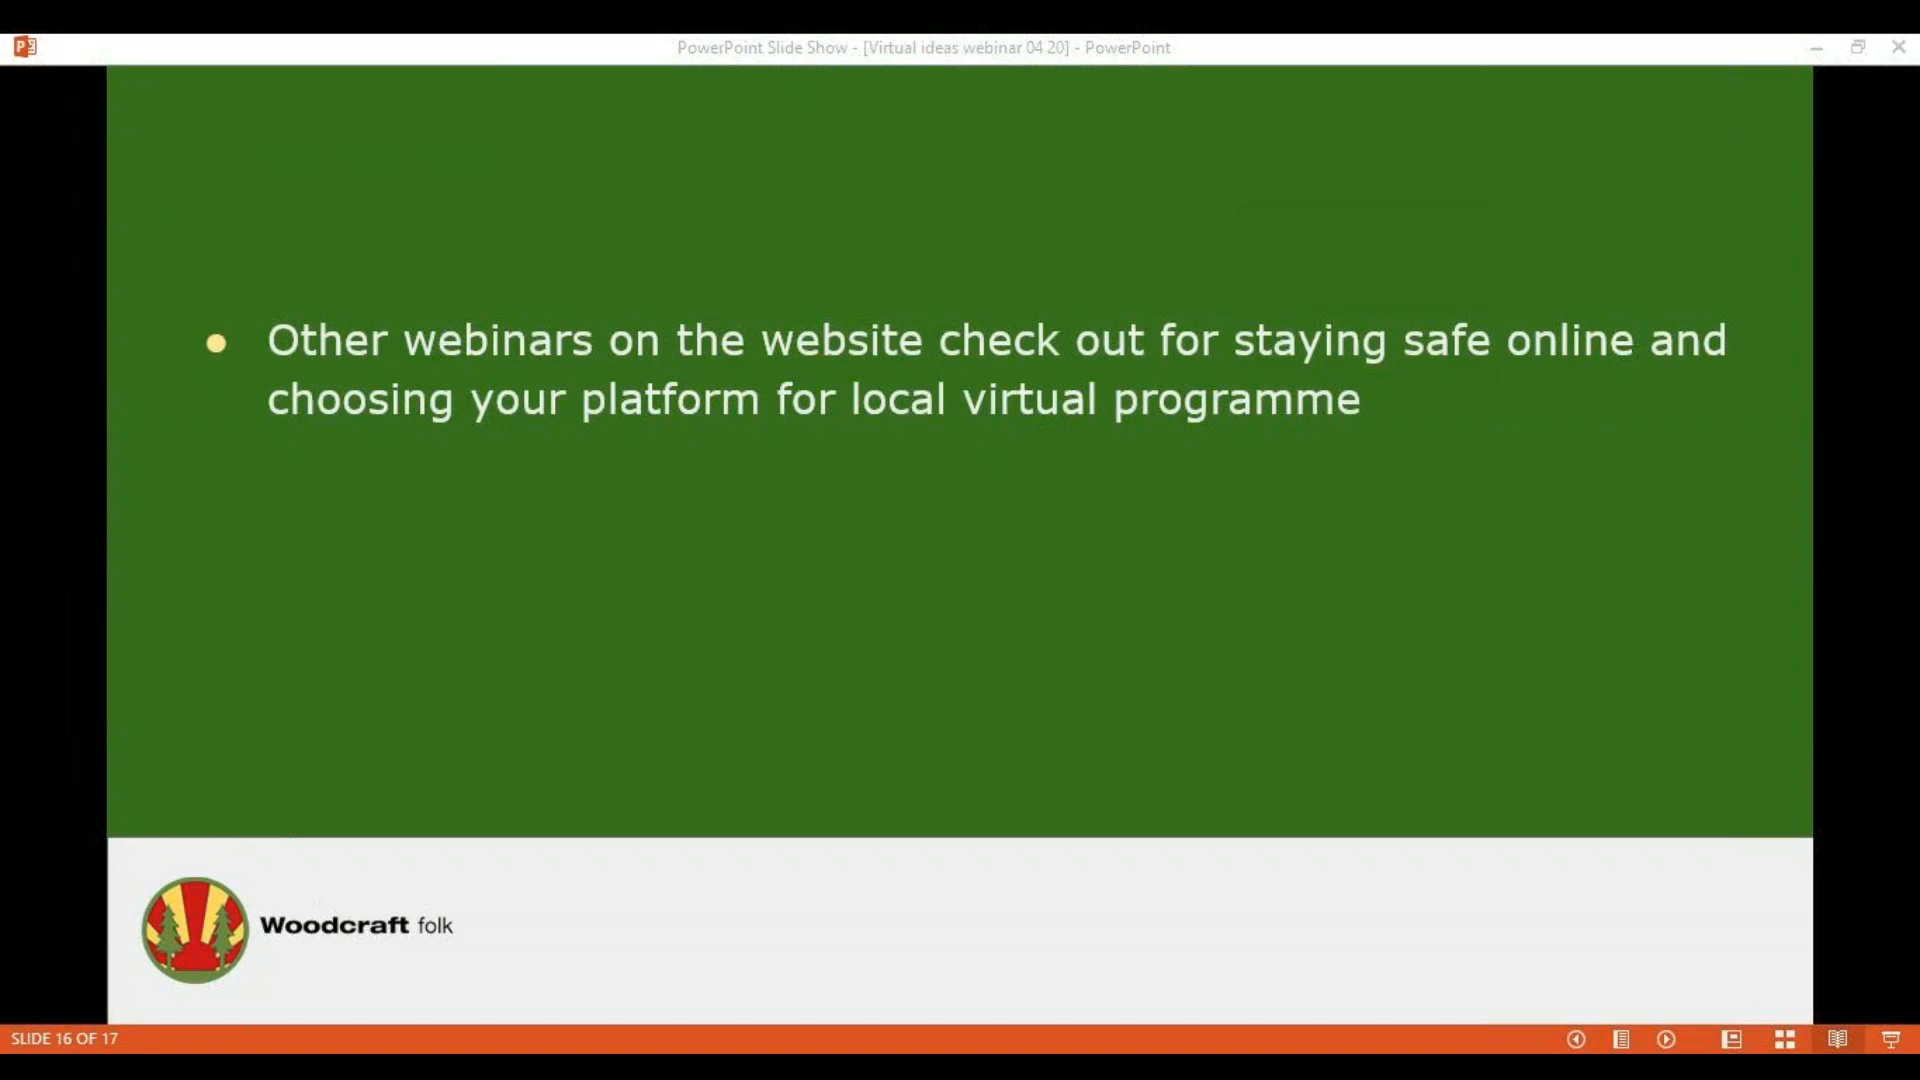 PowerPoint Slide Show - [Virtual ideas webinar 04 20] - PowerPoint
Other webinars on the website check out for staying safe online and
choosing your platform for local virtual programme
Woodcraft folk
SLIDE 16 OF 17